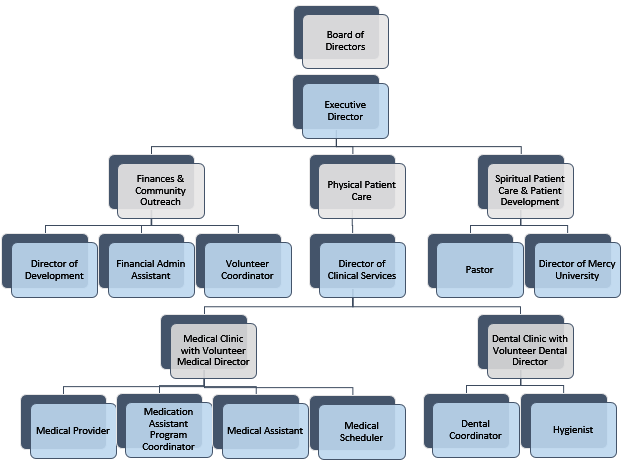 Board of
Directors
Executive
Director
Finances &
Community
Outreach
Physical Patient
Care
Spiritual Patient
Care & Patient
Development
Director of
Development
Financial Admin
Assistant
Volunteer
Coordinator
Director of
Clinical Services
Pastor
Director of Mercy
University
Medical Clinic
with Volunteer
Medical Director
Dental Clinic with
Volunteer Dental
Director
Medical Provider
Medication
Assistant
Program
Coordinator
Medical Assistant
Medical
Scheduler
Dental
Coordinator
Hygienist